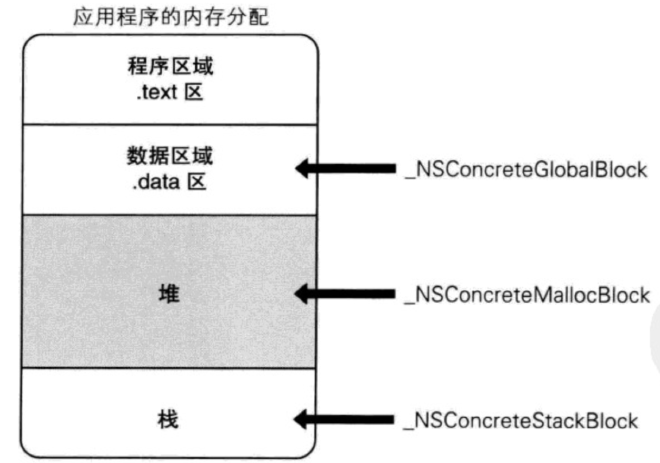 应用程序的内存分配
程序区域
.text 区
数据区域
.data 区
_NSConcreteGlobalBlock
堆
_NSConcreteMallocBlock
栈
_NSConcreteStackBlock